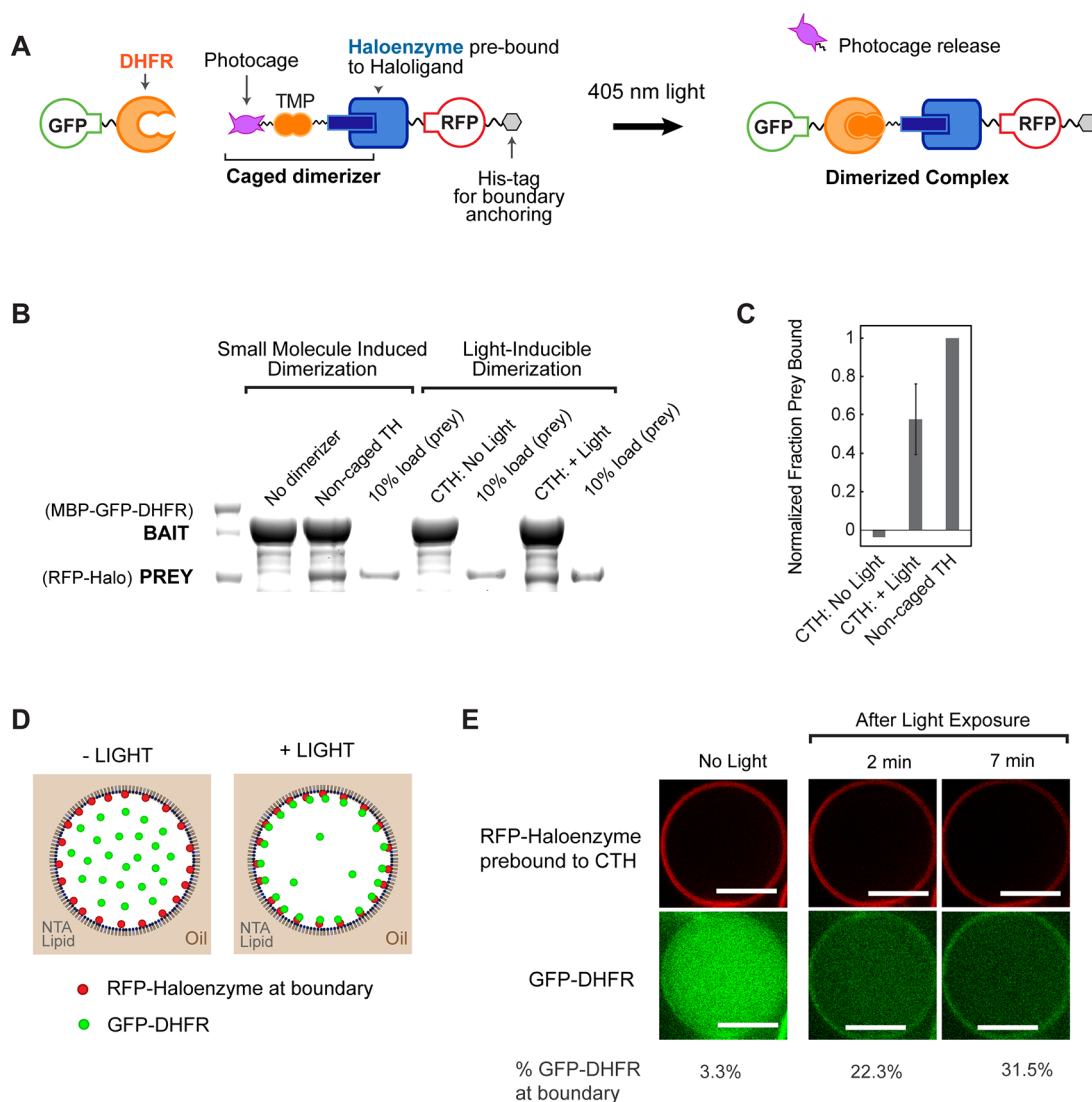 A
DHFR
Photocage
TMP
Haloenzyme pre-bound
to Haloligand
GFP
RFP
Caged dimerizer
His-tag
for boundary
anchoring
405 nm light
Photocage release
GFP
RFP
Dimerized Complex
B
Small Molecule Induced
Dimerization
Light-Inducible
Dimerization
No dimerizer
Non-caged TH
10% load (prey)
CTH: No Light
10% load (prey)
CTH: + Light
10% load (prey)
(MBP-GFP-DHFR)
BAIT
(RFP-Halo) PREY
C
Normalized Fraction Prey Bound
1
0.8
0.6
0.4
0.2
0
CTH: No Light
CTH: + Light
Non-caged TH
D
- LIGHT
+ LIGHT
NTA
Lipid
Oil
NTA
Lipid
Oil
RFP-Haloenzyme at boundary
GFP-DHFR
E
After Light Exposure
No Light
2 min
7 min
RFP-Haloenzyme
prebound to CTH
GFP-DHFR
% GFP-DHFR
at boundary
3.3%
22.3%
31.5%